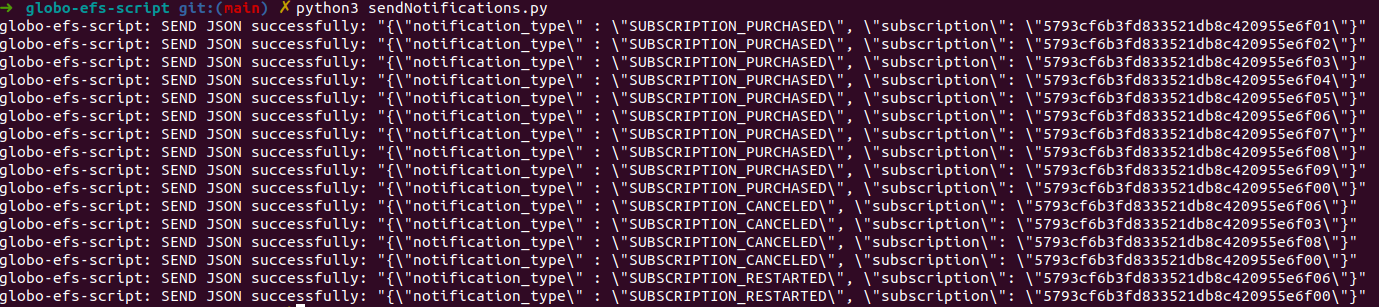 ➜ globo-efs-script git:(main) ✗ python3 sendNotifications.py
globo-efs-script: SEND JSON successfully: "{\"notification_type\" : \"SUBSCRIPTION_PURCHASED\", \"subscription\": \"5793cf6b3fd833521db8c420955e6f01\"}"
globo-efs-script: SEND JSON successfully: "{\"notification_type\" : \"SUBSCRIPTION_PURCHASED\", \"subscription\": \"5793cf6b3fd833521db8c420955e6f02\"}"
globo-efs-script: SEND JSON successfully: "{\"notification_type\" : \"SUBSCRIPTION_PURCHASED\", \"subscription\": \"5793cf6b3fd833521db8c420955e6f03\"}"
globo-efs-script: SEND JSON successfully: "{\"notification_type\" : \"SUBSCRIPTION_PURCHASED\", \"subscription\": \"5793cf6b3fd833521db8c420955e6f04\"}"
globo-efs-script: SEND JSON successfully: "{\"notification_type\" : \"SUBSCRIPTION_PURCHASED\", \"subscription\": \"5793cf6b3fd833521db8c420955e6f05\"}"
globo-efs-script: SEND JSON successfully: "{\"notification_type\" : \"SUBSCRIPTION_PURCHASED\", \"subscription\": \"5793cf6b3fd833521db8c420955e6f06\"}"
globo-efs-script: SEND JSON successfully: "{\"notification_type\" : \"SUBSCRIPTION_PURCHASED\", \"subscription\": \"5793cf6b3fd833521db8c420955e6f07\"}"
globo-efs-script: SEND JSON successfully: "{\"notification_type\" : \"SUBSCRIPTION_PURCHASED\", \"subscription\": \"5793cf6b3fd833521db8c420955e6f08\"}"
globo-efs-script: SEND JSON successfully: "{\"notification_type\" : \"SUBSCRIPTION_PURCHASED\", \"subscription\": \"5793cf6b3fd833521db8c420955e6f09\"}"
globo-efs-script: SEND JSON successfully: "{\"notification_type\" : \"SUBSCRIPTION_PURCHASED\", \"subscription\": \"5793cf6b3fd833521db8c420955e6f00\"}"
globo-efs-script: SEND JSON successfully: "{\"notification_type\" : \"SUBSCRIPTION_CANCELED\", \"subscription\": \"5793cf6b3fd833521db8c420955e6f06\"}"
globo-efs-script: SEND JSON successfully: "{\"notification_type\" : \"SUBSCRIPTION_CANCELED\", \"subscription\": \"5793cf6b3fd833521db8c420955e6f03\"}"
globo-efs-script: SEND JSON successfully: "{\"notification_type\" : \"SUBSCRIPTION_CANCELED\", \"subscription\": \"5793cf6b3fd833521db8c420955e6f08\"}"
globo-efs-script: SEND JSON successfully: "{\"notification_type\" : \"SUBSCRIPTION_CANCELED\", \"subscription\": \"5793cf6b3fd833521db8c420955e6f00\"}"
globo-efs-script: SEND JSON successfully: "{\"notification_type\" : \"SUBSCRIPTION_RESTARTED\", \"subscription\": \"5793cf6b3fd833521db8c420955e6f06\"}"
globo-efs-script: SEND JSON successfully: "{\"notification_type\" : \"SUBSCRIPTION_RESTARTED\", \"subscription\": \"5793cf6b3fd833521db8c420955e6f00\"}"